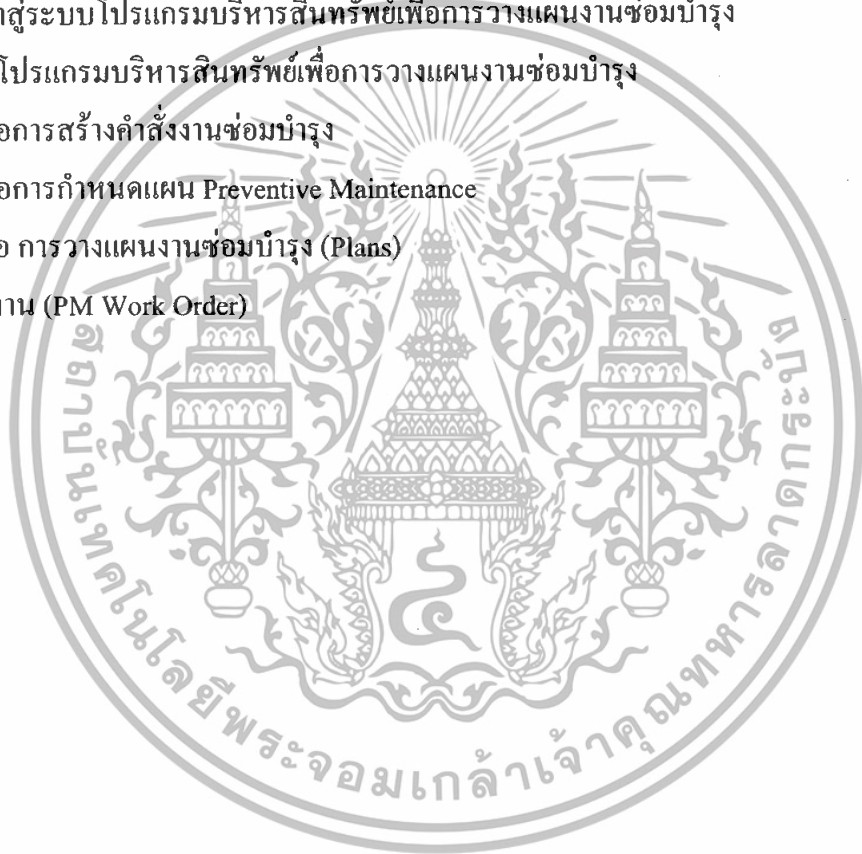 าสู่ระบบโปรแกรมบริหารสินทรัพย์เพื่อการวางแผนงานซ่อมบำรุง
โปรแกรมบริหารสินทรัพย์เพื่อการวางแผนงานซ่อมบำรุง
อการสร้างคำสั่งงานซ่อมบำรุง
อการกำหนดแผน Preventive Maintenance
อ การวางแผนงานซ่อมบำรุง (Plans)
าน (PM Work Order)
สถาบันเทคโนโลยีพระจอมเกล้าเจ้าคุณทหารลาดกระบัง
๔